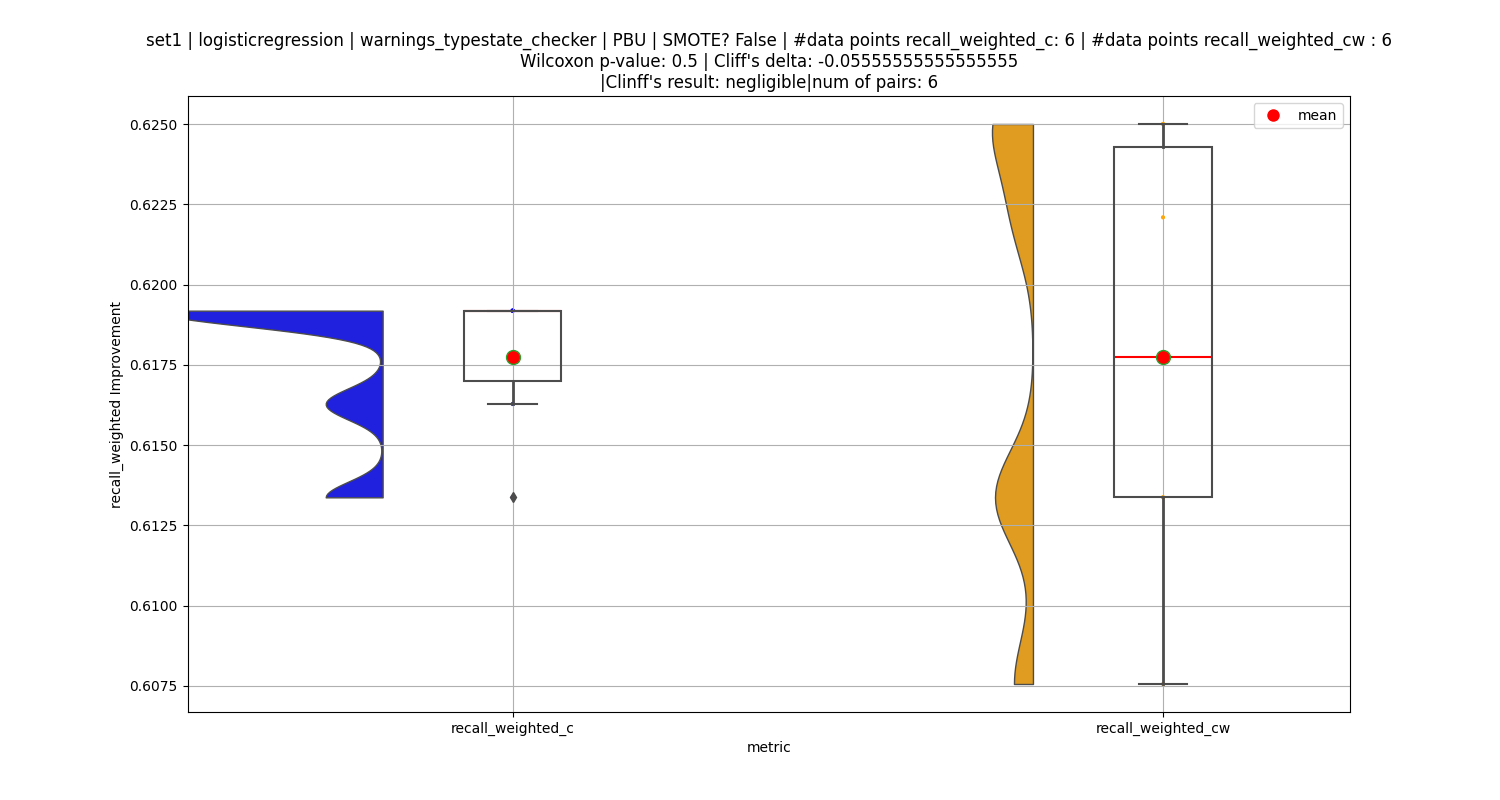 set1 | logisticregression | warnings_typestate_checker | PBU | SMOTE? False | #data points recall_weighted_c: 6 | #data points recall_weighted_cw : 6
Wilcoxon p-value: 0.5 | Cliff's delta: -0.05555555555555555
|Clinff's result: negligible|num of pairs: 6
mean
0.6250
0.6225
0.6200
0.6175
0.6150
0.6125
0.6100
0.6075
recall_weighted Improvement
recall_weighted_c
recall_weighted_cw
metric